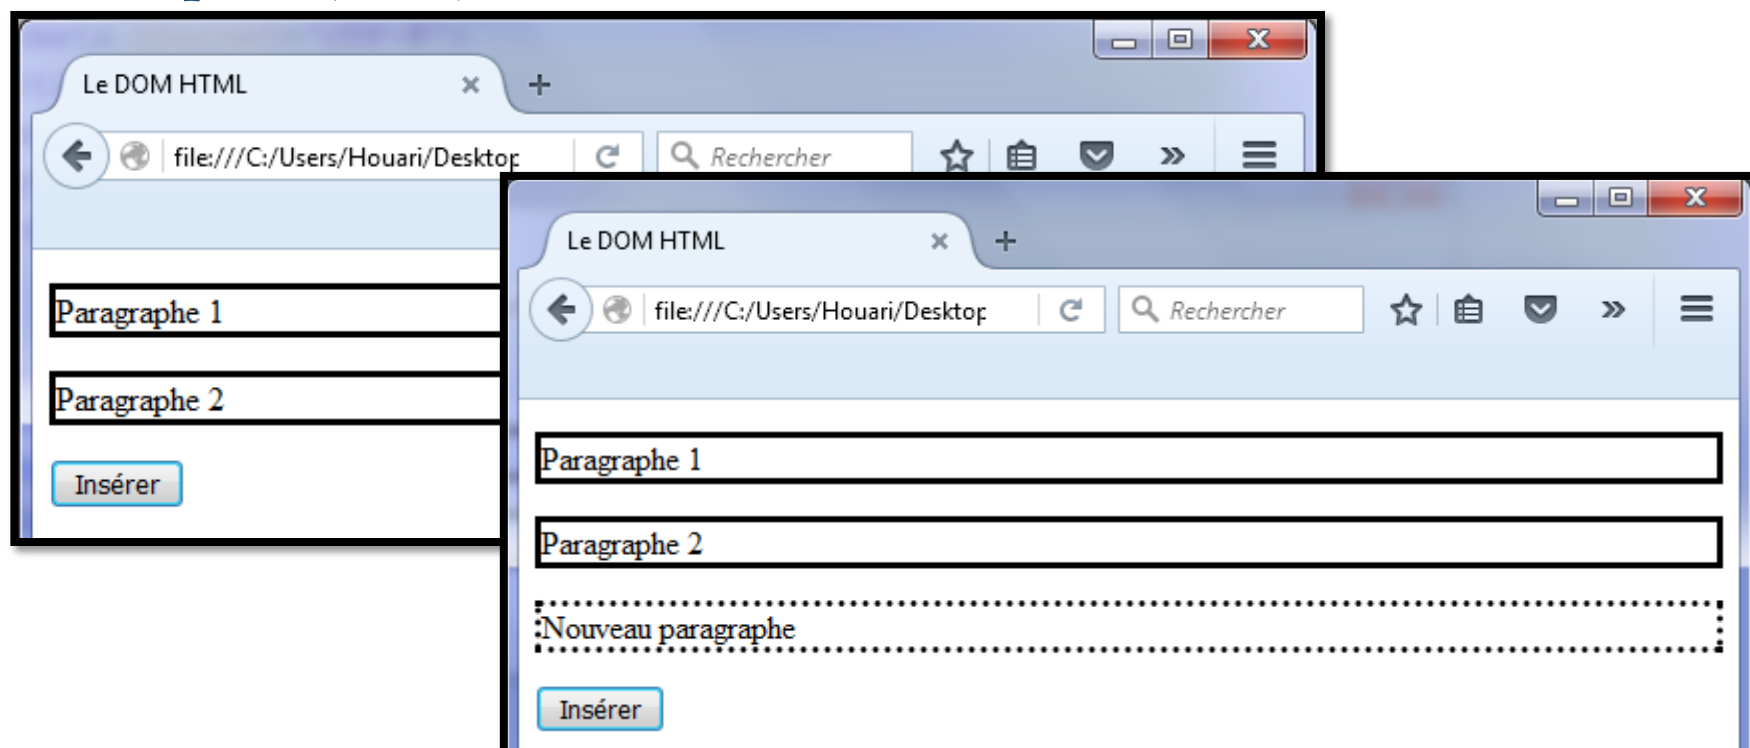 Le DOM HTML
file:///C:/Users/Houari/Desktop
Rechercher
Paragraphe 1
Paragraphe 2
Insérer
Le DOM HTML
file:///C:/Users/Houari/Desktop
Rechercher
Paragraphe 1
Paragraphe 2
Nouveau paragraphe
Insérer